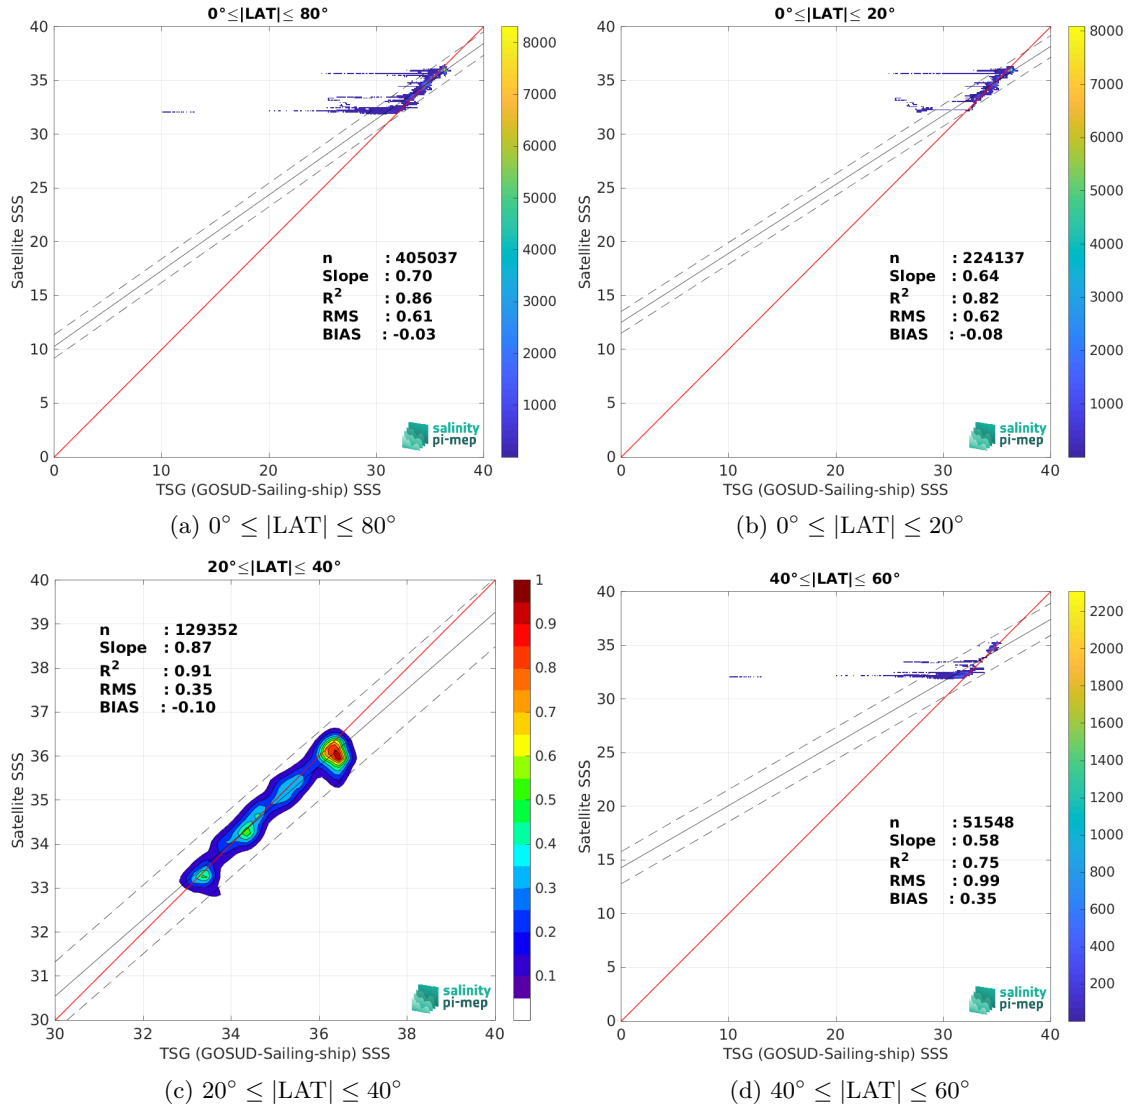 0°≤|LAT|≤ 80°
40
35
30
25
20
15
10
5
0
Satellite SSS
n : 405037
Slope : 0.70
R² : 0.86
RMS : 0.61
BIAS : -0.03
salinity
pi-mep
0 10 20 30 40
TSG (GOSUD-Sailing-ship) SSS
8000
7000
6000
5000
4000
3000
2000
1000
(a) 0° ≤ |LAT| ≤ 80°
0°≤|LAT|≤ 20°
40
35
30
25
20
15
10
5
0
Satellite SSS
n : 224137
Slope : 0.64
R² : 0.82
RMS : 0.62
BIAS : -0.08
salinity
pi-mep
0 10 20 30 40
TSG (GOSUD-Sailing-ship) SSS
8000
7000
6000
5000
4000
3000
2000
1000
(b) 0° ≤ |LAT| ≤ 20°
20°≤|LAT|≤ 40°
40
39
38
37
36
35
34
33
32
31
30
Satellite SSS
n : 129352
Slope : 0.87
R² : 0.91
RMS : 0.35
BIAS : -0.10
salinity
pi-mep
30 32 34 36 38 40
TSG (GOSUD-Sailing-ship) SSS
1
0.9
0.8
0.7
0.6
0.5
0.4
0.3
0.2
0.1
(c) 20° ≤ |LAT| ≤ 40°
40°≤|LAT|≤ 60°
40
35
30
25
20
15
10
5
0
Satellite SSS
n : 51548
Slope : 0.58
R² : 0.75
RMS : 0.99
BIAS : 0.35
salinity
pi-mep
0 10 20 30 40
TSG (GOSUD-Sailing-ship) SSS
2200
2000
1800
1600
1400
1200
1000
800
600
400
200
(d) 40° ≤ |LAT| ≤ 60°